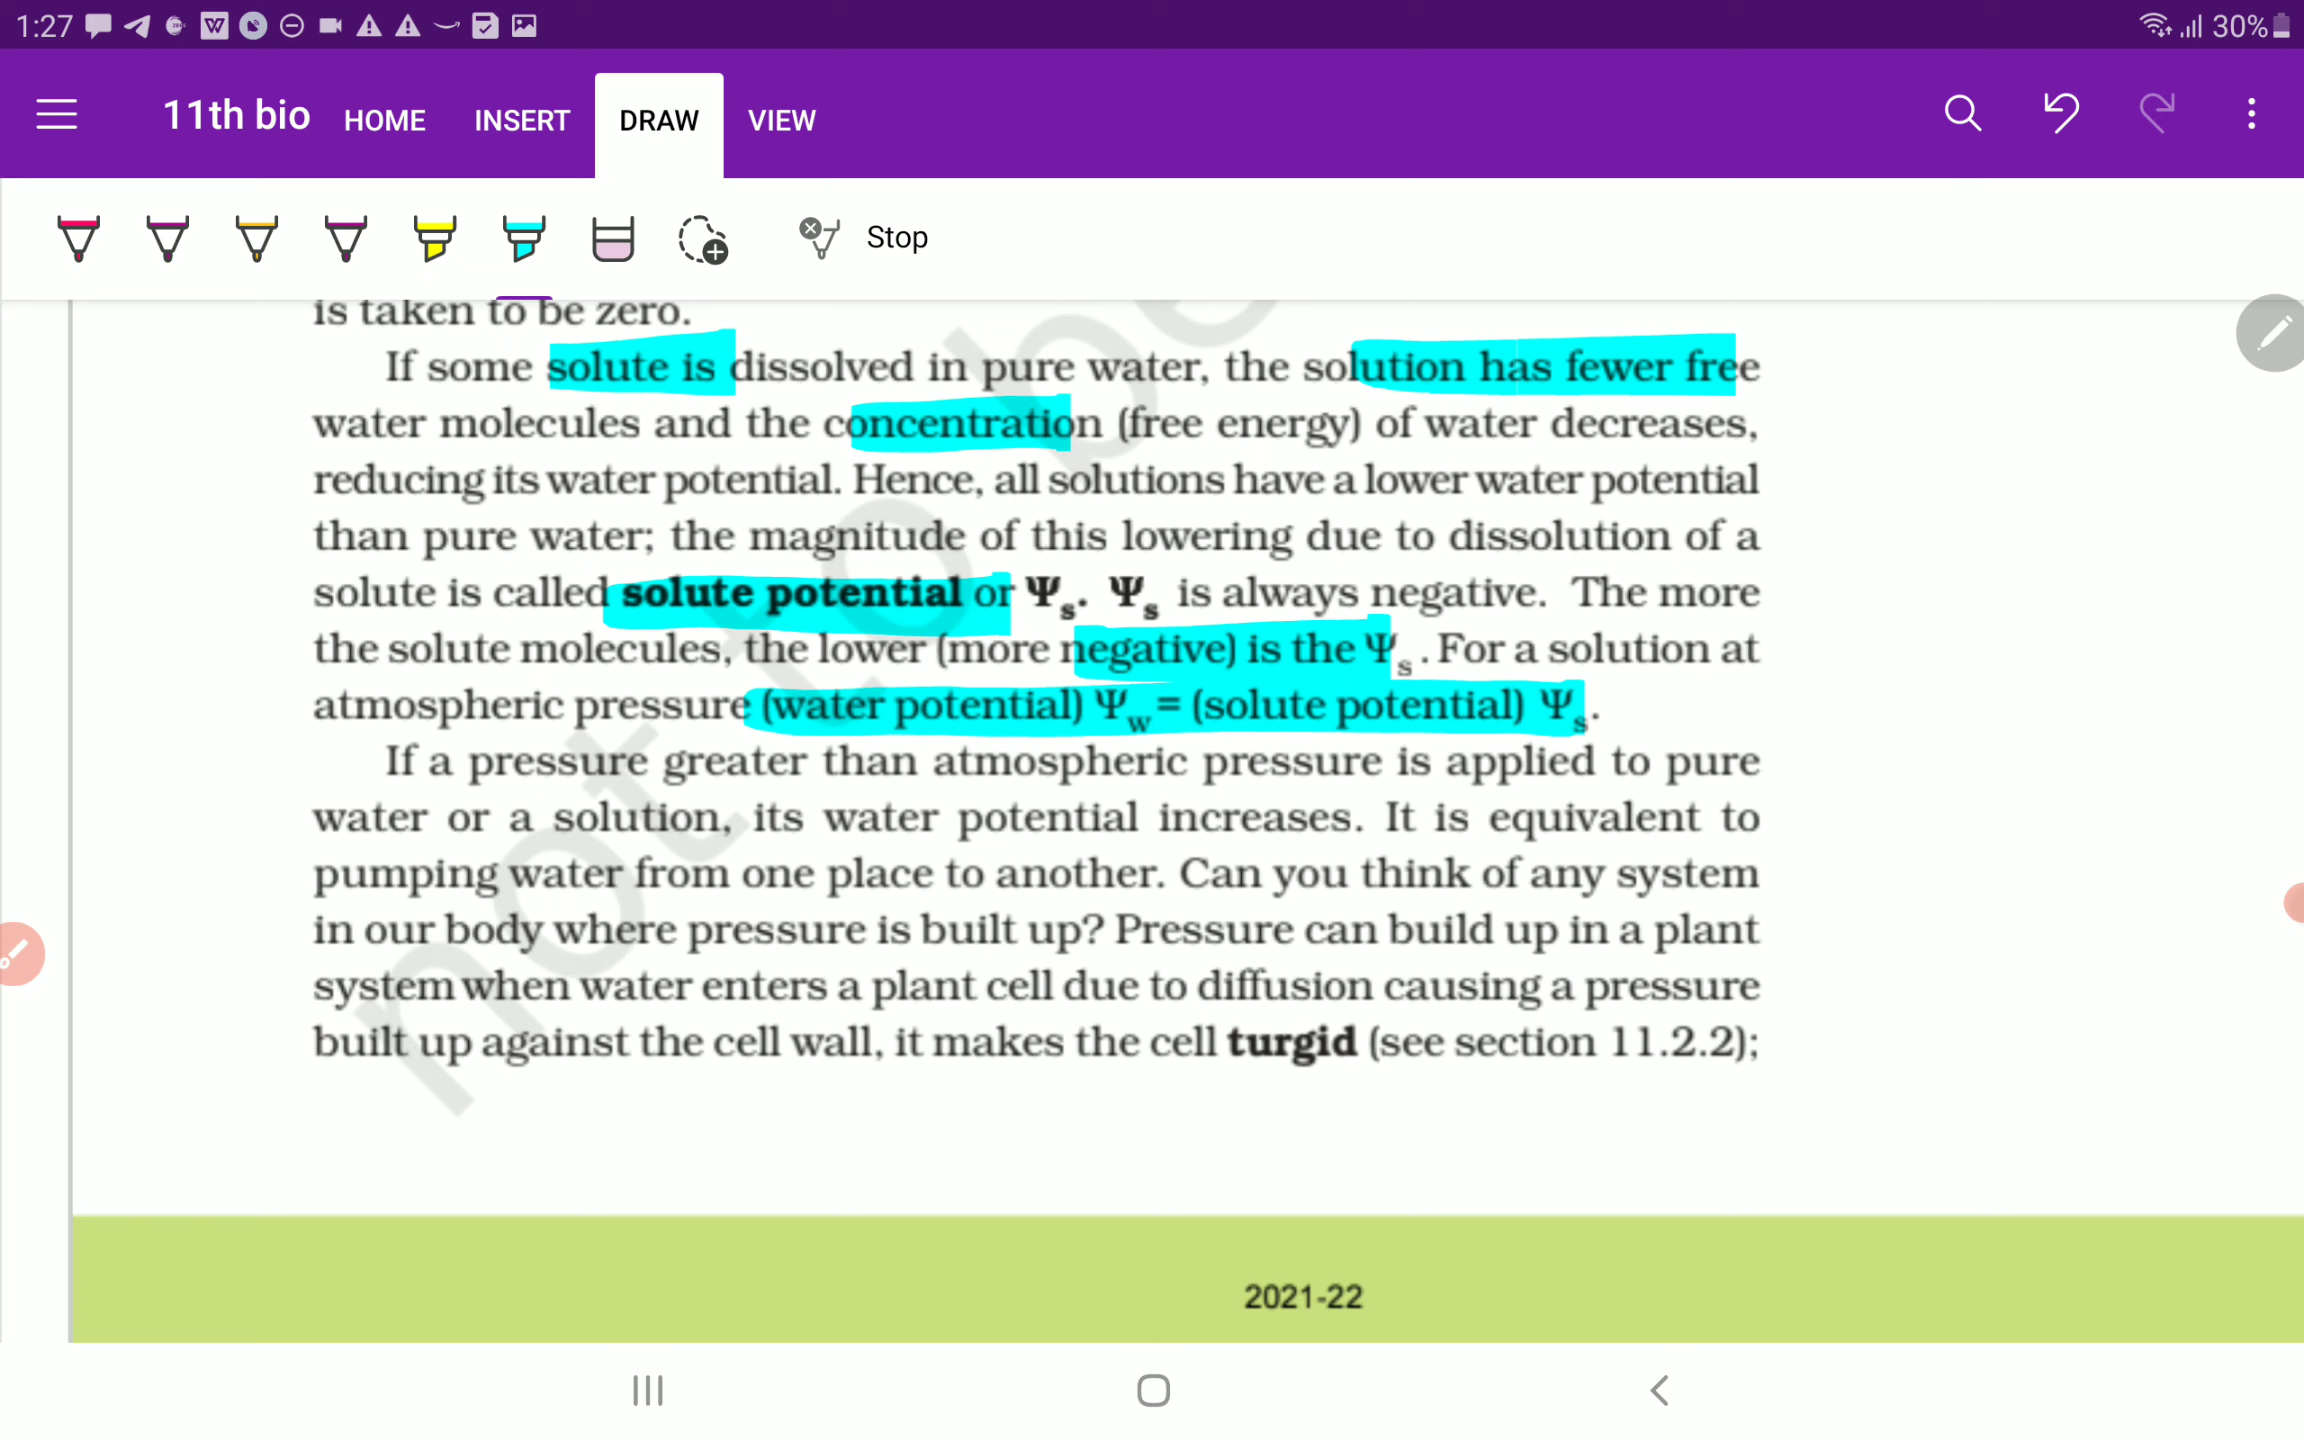 1:27 30%
11th bio HOME INSERT DRAW VIEW
Stop
is taken to be zero.
If some solute is dissolved in pure water, the solution has fewer free
water molecules and the concentration (free energy) of water decreases,
reducing its water potential. Hence, all solutions have a lower water potential
than pure water; the magnitude of this lowering due to dissolution of a
solute is called solute potential or Ψs. Ψs is always negative. The more
the solute molecules, the lower (more negative) is the Ψs. For a solution at
atmospheric pressure (water potential) Ψw = (solute potential) Ψs.
If a pressure greater than atmospheric pressure is applied to pure
water or a solution, its water potential increases. It is equivalent to
pumping water from one place to another. Can you think of any system
in our body where pressure is built up? Pressure can build up in a plant
system when water enters a plant cell due to diffusion causing a pressure
built up against the cell wall, it makes the cell turgid (see section 11.2.2);
not to be
2021-22